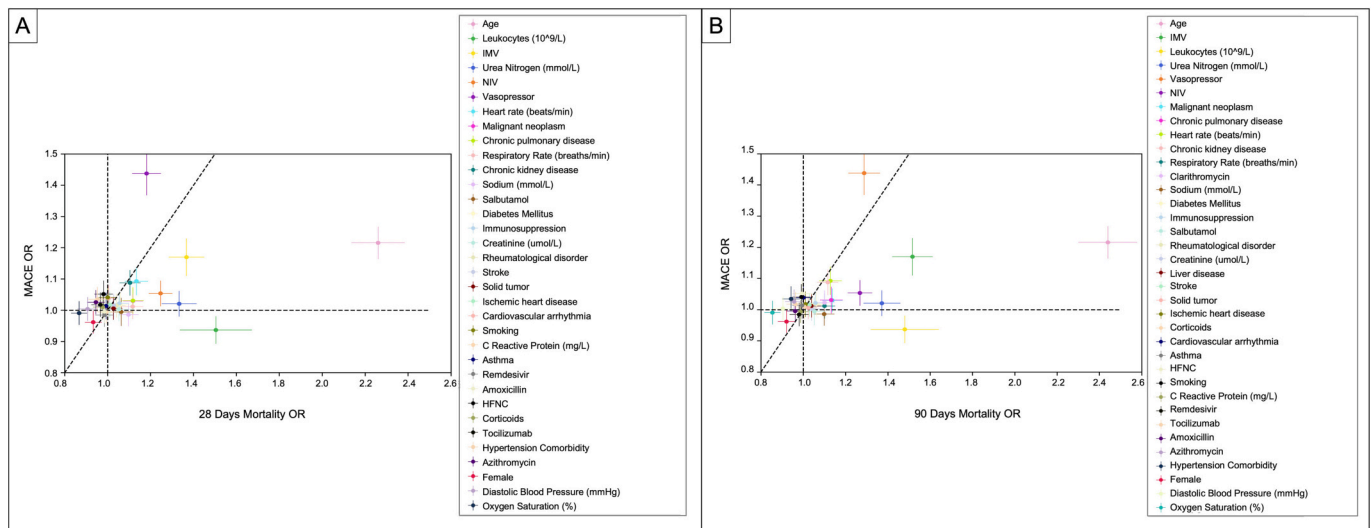 A
Age
Leukocytes (10^9/L)
IMV
Urea Nitrogen (mmol/L)
NIV
Vasopressor
Heart rate (beats/min)
Malignant neoplasm
Chronic pulmonary disease
Respiratory Rate (breaths/min)
Chronic kidney disease
Sodium (mmol/L)
Salbutamol
Diabetes Mellitus
Immunosuppression
Creatinine (umol/L)
Rheumatological disorder
Stroke
Solid tumor
Ischemic heart disease
Cardiovascular arrhythmia
Smoking
C Reactive Protein (mg/L)
Asthma
Remdesivir
Amoxicillin
HFNC
Corticoids
Tocilizumab
Hypertension Comorbidity
Azithromycin
Female
Diastolic Blood Pressure (mmHg)
Oxygen Saturation (%)
MACE OR
1.5
1.4
1.3
1.2
1.1
1.0
0.9
0.8
0.8 1.0 1.2 1.4 1.6 1.8 2.0 2.2 2.4 2.6
28 Days Mortality OR
B
Age
IMV
Leukocytes (10^9/L)
Urea Nitrogen (mmol/L)
Vasopressor
NIV
Malignant neoplasm
Chronic pulmonary disease
Heart rate (beats/min)
Chronic kidney disease
Respiratory Rate (breaths/min)
Clarithromycin
Sodium (mmol/L)
Diabetes Mellitus
Immunosuppression
Salbutamol
Rheumatological disorder
Creatinine (umol/L)
Liver disease
Stroke
Solid tumor
Ischemic heart disease
Corticoids
Cardiovascular arrhythmia
Asthma
HFNC
Smoking
C Reactive Protein (mg/L)
Remdesivir
Tocilizumab
Amoxicillin
Azithromycin
Hypertension Comorbidity
Female
Diastolic Blood Pressure (mmHg)
Oxygen Saturation (%)
MACE OR
1.5
1.4
1.3
1.2
1.1
1.0
0.9
0.8
0.8 1.0 1.2 1.4 1.6 1.8 2.0 2.2 2.4 2.6
90 Days Mortality OR